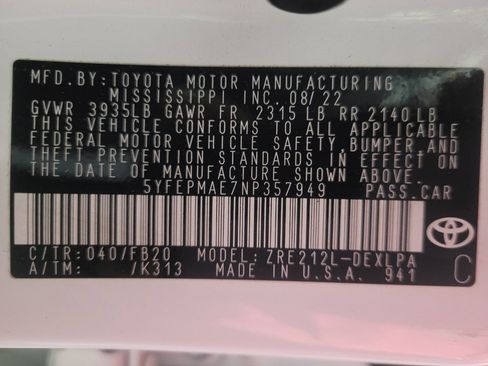 MFD.BY:TOYOTA MOTOR MANUFACTURING
MISSISSIPPI INC.08/22
GVWR 3935LB GAWR FR 2315 LB RR 2140 LB
THIS VEHICLE CONFORMS TO ALL APPLICABLE
FEDERAL MOTOR VEHICLE SAFETY,BUMPER,AND
THEFT PREVENTION STANDARDS IN EFFECT ON
THE DATE OF MANUFACTURE SHOWN ABOVE.
5YFEPMAE7NP357949 PASS.CAR
C/TR:040/FB20 MODEL:ZRE212L-DEXLPA
A/TM: /K313 MADE IN U.S.A. 941
C